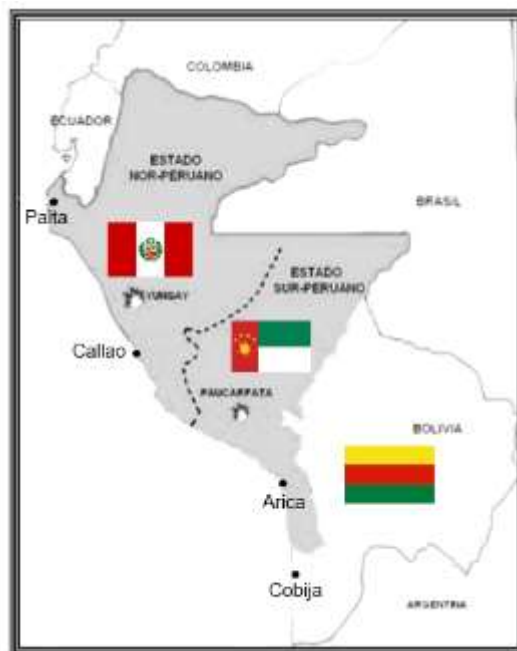 COLOMBIA
ECUADOR
ESTADO
NOR-PERUANO
BRASIL
Paita
ESTADO
SUR-PERUANO
YUNGAY
Callao
PAUCARPATA
BOLIVIA
Arica
Cobija
ARGENTINA